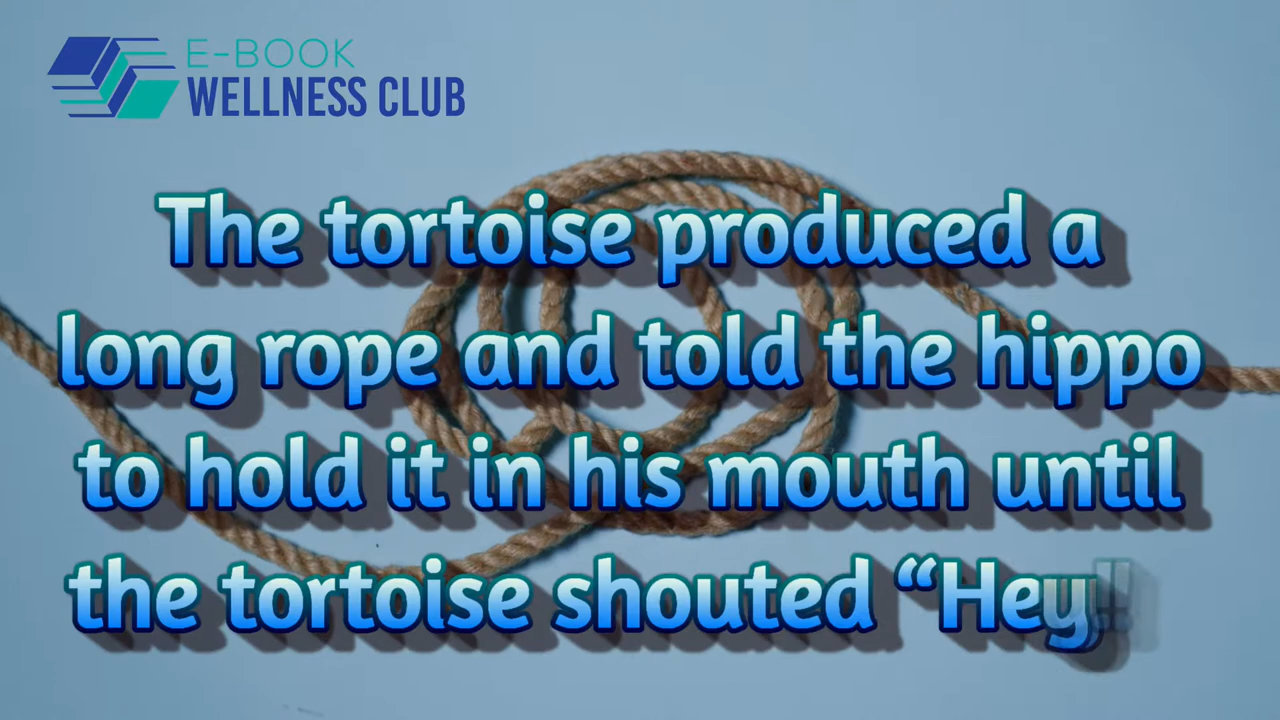 E-BOOK
WELLNESS CLUB
The tortoise produced a
long rope and told the hippo
to hold it in his mouth until
the tortoise shouted “Hey!"